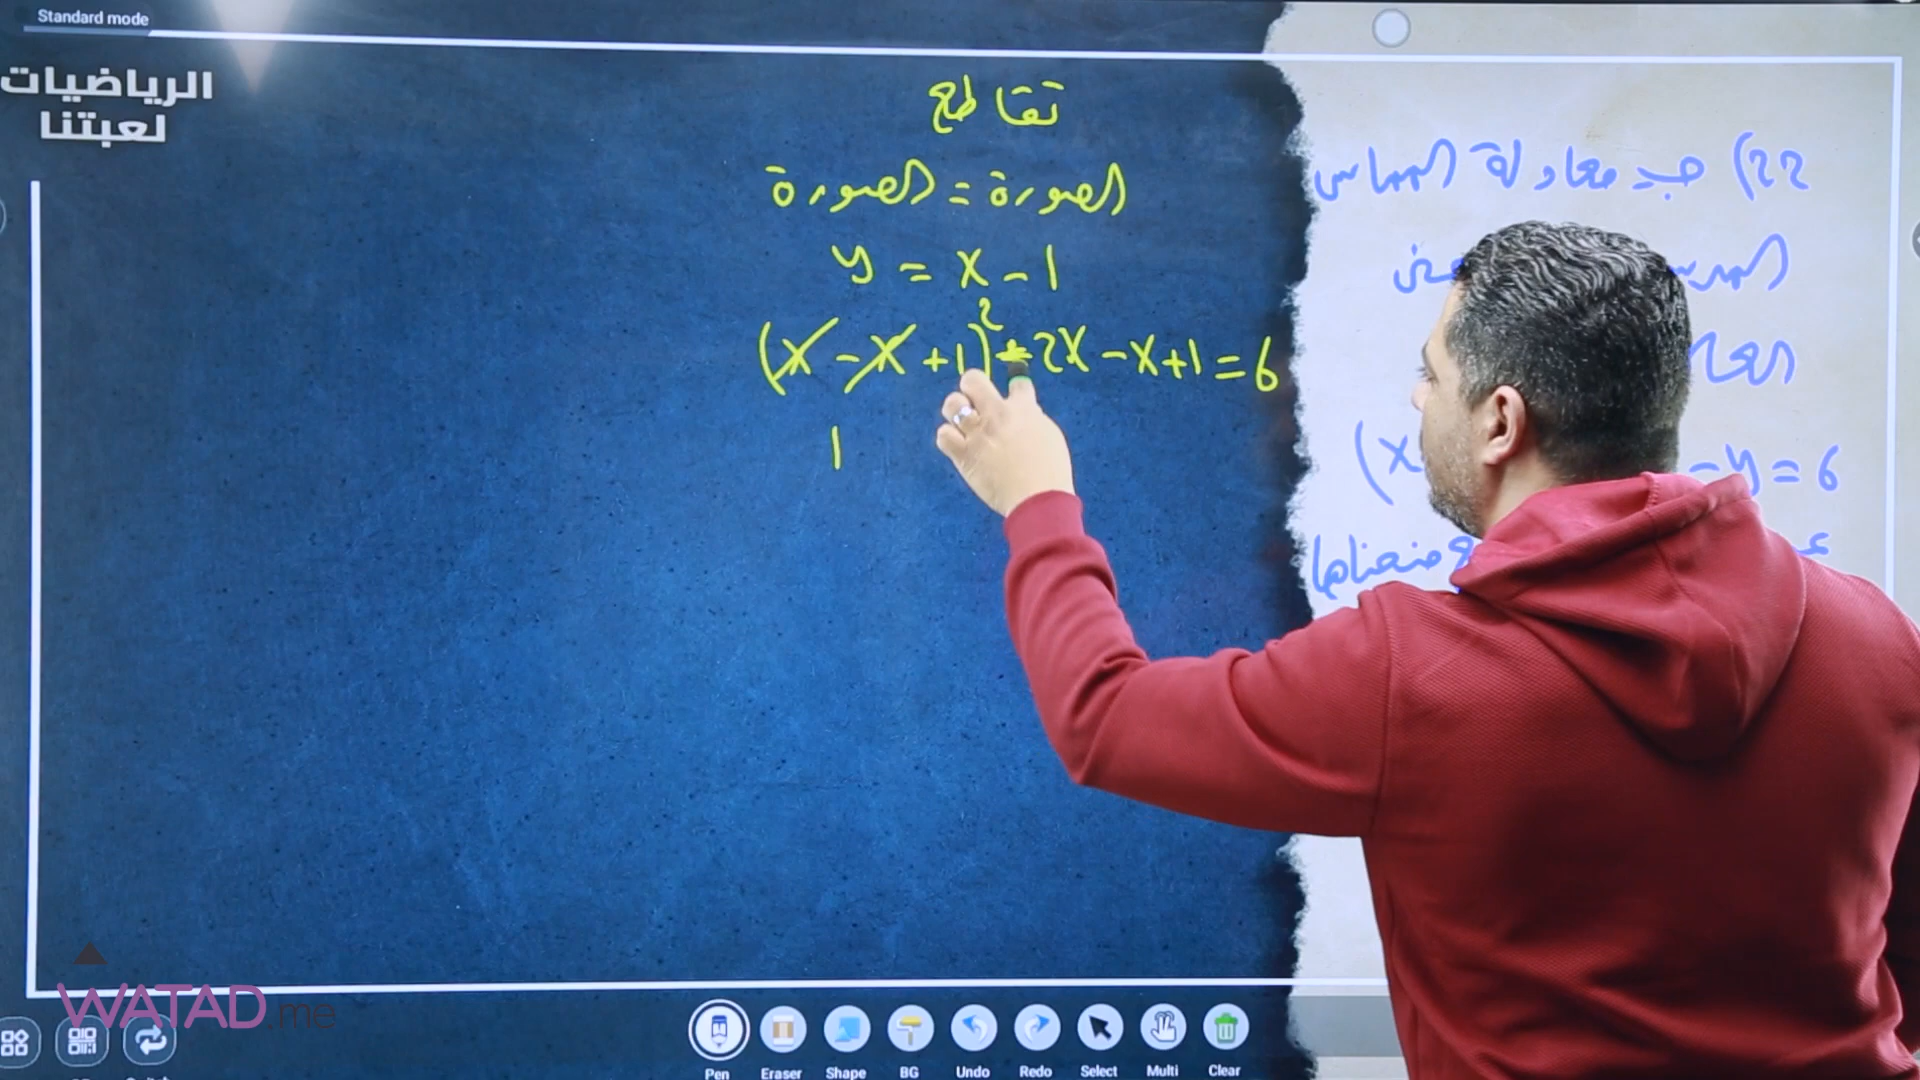 Standard mode
الرياضيات
لعبتنا
تقاطع
الصورة = الصورة
y = x - 1
(x - x + 1)² + 2x - x + 1 = 6
1
22) جد معادلة المماس
(x
- y = 6
منحناها
WATAD.me
Pen Eraser Shape BG Undo Redo Select Multi Clear